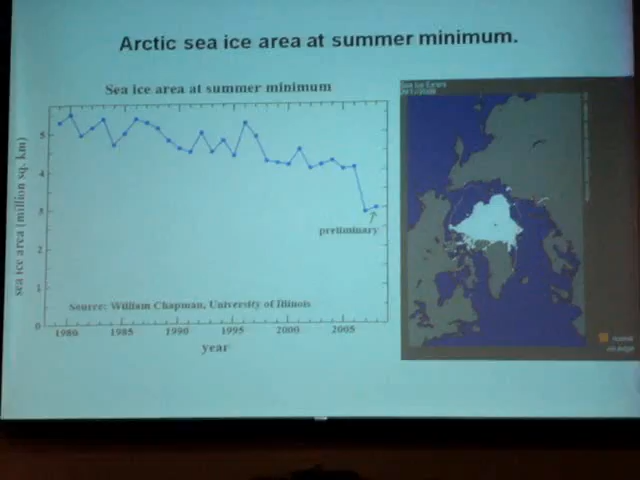 Arctic sea ice area at summer minimum.
Sea ice area at summer minimum
sea ice area (million sq. km)
5
4
3
2
1
0
preliminary
Source: William Chapman, University of Illinois
1980 1985 1990 1995 2000 2005
year